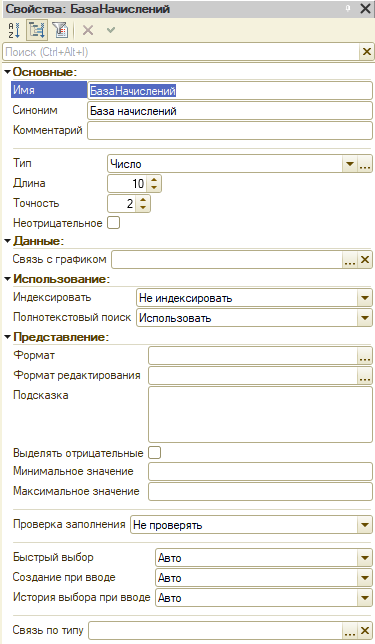 Свойства: БазаНачислений
Поиск (Ctrl+Alt+I)
Основные:
Имя БазаНачислений
Синоним База начислений
Комментарий
Тип Число
Длина 10
Точность 2
Неотрицательное
Данные:
Связь с графиком
Использование:
Индексировать Не индексировать
Полнотекстовый поиск Использовать
Представление:
Формат
Формат редактирования
Подсказка
Выделять отрицательные
Минимальное значение
Максимальное значение
Проверка заполнения Не проверять
Быстрый выбор Авто
Создание при вводе Авто
История выбора при вводе Авто
Связь по типу